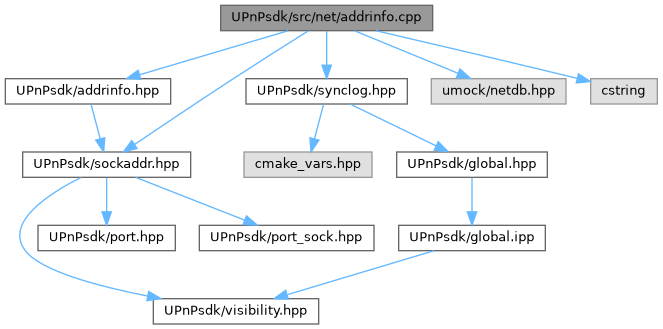 UPnPsdk/src/net/addrinfo.cpp
UPnPsdk/addrinfo.hpp
UPnPsdk/synclog.hpp
umock/netdb.hpp
cstring
UPnPsdk/sockaddr.hpp
cmake_vars.hpp
UPnPsdk/global.hpp
UPnPsdk/port.hpp
UPnPsdk/port_sock.hpp
UPnPsdk/global.ipp
UPnPsdk/visibility.hpp